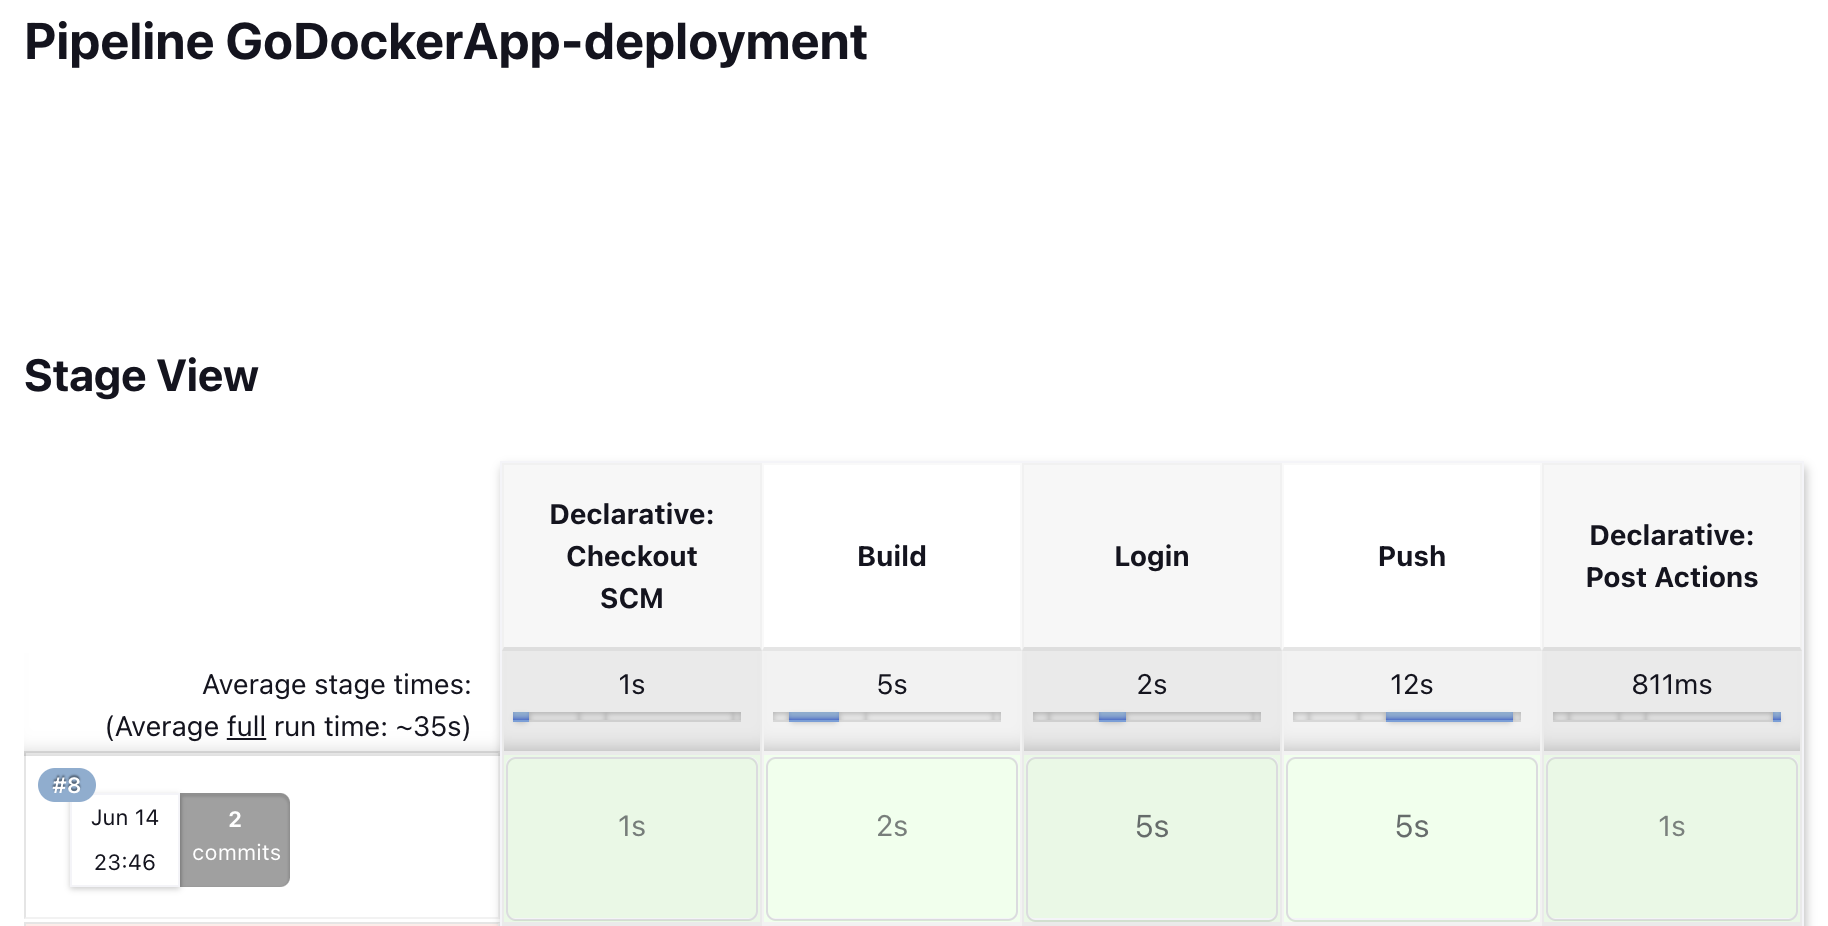 Pipeline GoDockerApp-deployment
Stage View
Declarative:
Checkout
SCM
Build
Login
Push
Declarative:
Post Actions
Average stage times:
(Average full run time: ~35s)
1s
5s
2s
12s
811ms
#8
Jun 14
23:46
2
commits
1s
2s
5s
5s
1s